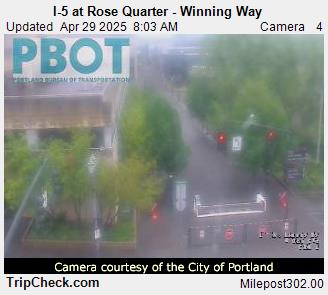 I-5 at Rose Quarter - Winning Way
Updated Apr 29 2025 8:03 AM Camera 4
PBOT
PORTLAND BUREAU OF TRANSPORTATION
Camera courtesy of the City of Portland
TripCheck.com Milepost302.00